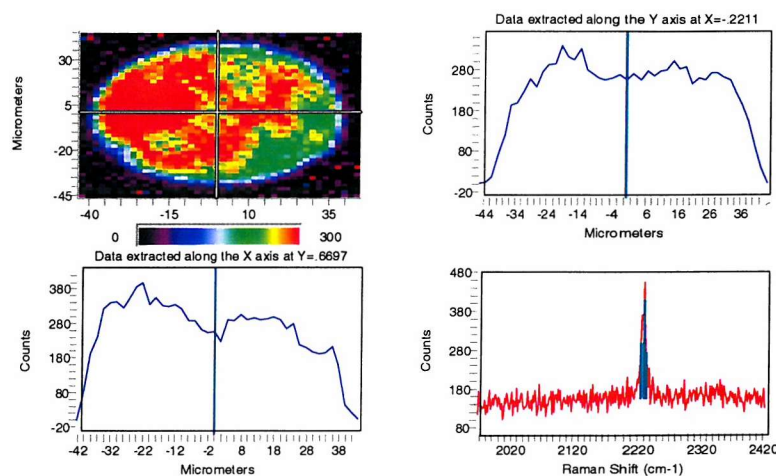 Micrometers
30
5
-20
-45
-40 -15 10 35
0 300
Data extracted along the Y axis at X=-.2211
Counts
280
180
80
-20
-44 -34 -24 -14 -4 6 16 26 36
Micrometers
Data extracted along the X axis at Y=.6697
Counts
380
280
180
80
-20
-42 -32 -22 -12 -2 8 18 28 38
Micrometers
Counts
480
380
280
180
80
2020 2120 2220 2320 2420
Raman Shift (cm-1)